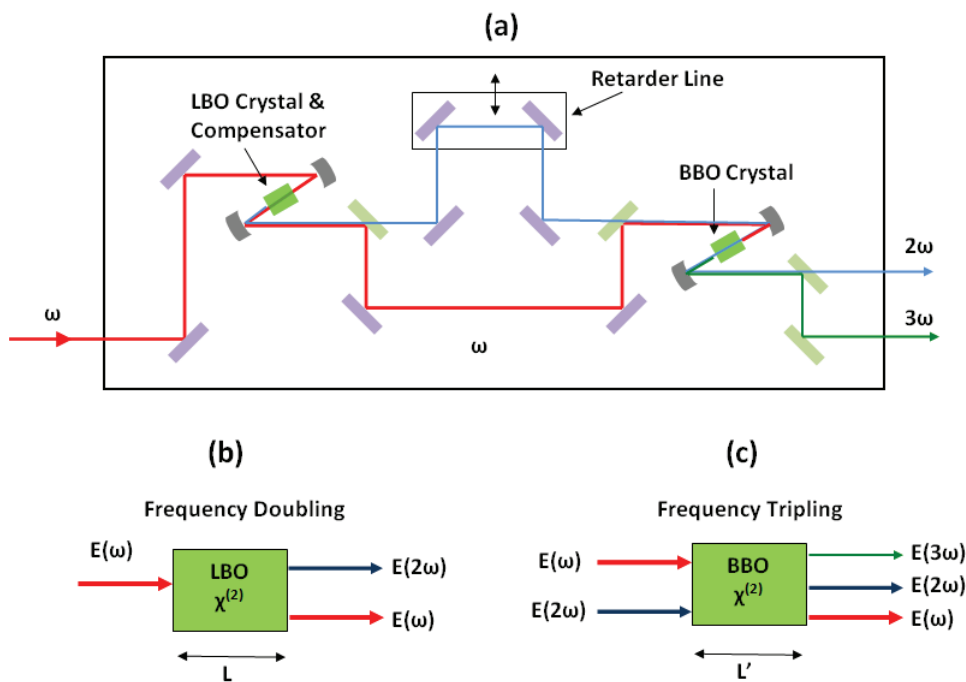 (a)
Retarder Line
LBO Crystal &
Compensator
BBO Crystal
2ω
ω
3ω
ω
(b)
(c)
Frequency Doubling
Frequency Tripling
E(ω)
LBO
χ(2)
E(2ω)
E(ω)
L
E(ω)
E(2ω)
BBO
χ(2)
E(3ω)
E(2ω)
E(ω)
L’